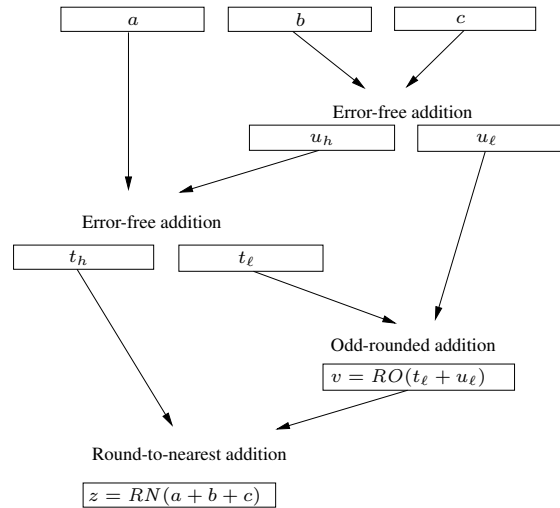 a b c
Error-free addition
u_h u_ℓ
Error-free addition
t_h t_ℓ
Odd-rounded addition
v = RO(t_ℓ + u_ℓ)
Round-to-nearest addition
z = RN(a + b + c)